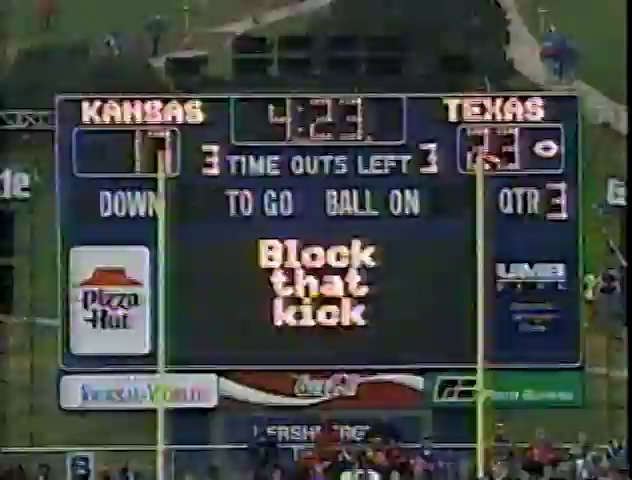 KANSAS 4:23 TEXAS
17 3 TIME OUTS LEFT 3 23
DOWN TO GO BALL ON QTR 3
Block
that
kick
Pizza
Hut
UMB
Coca-Cola